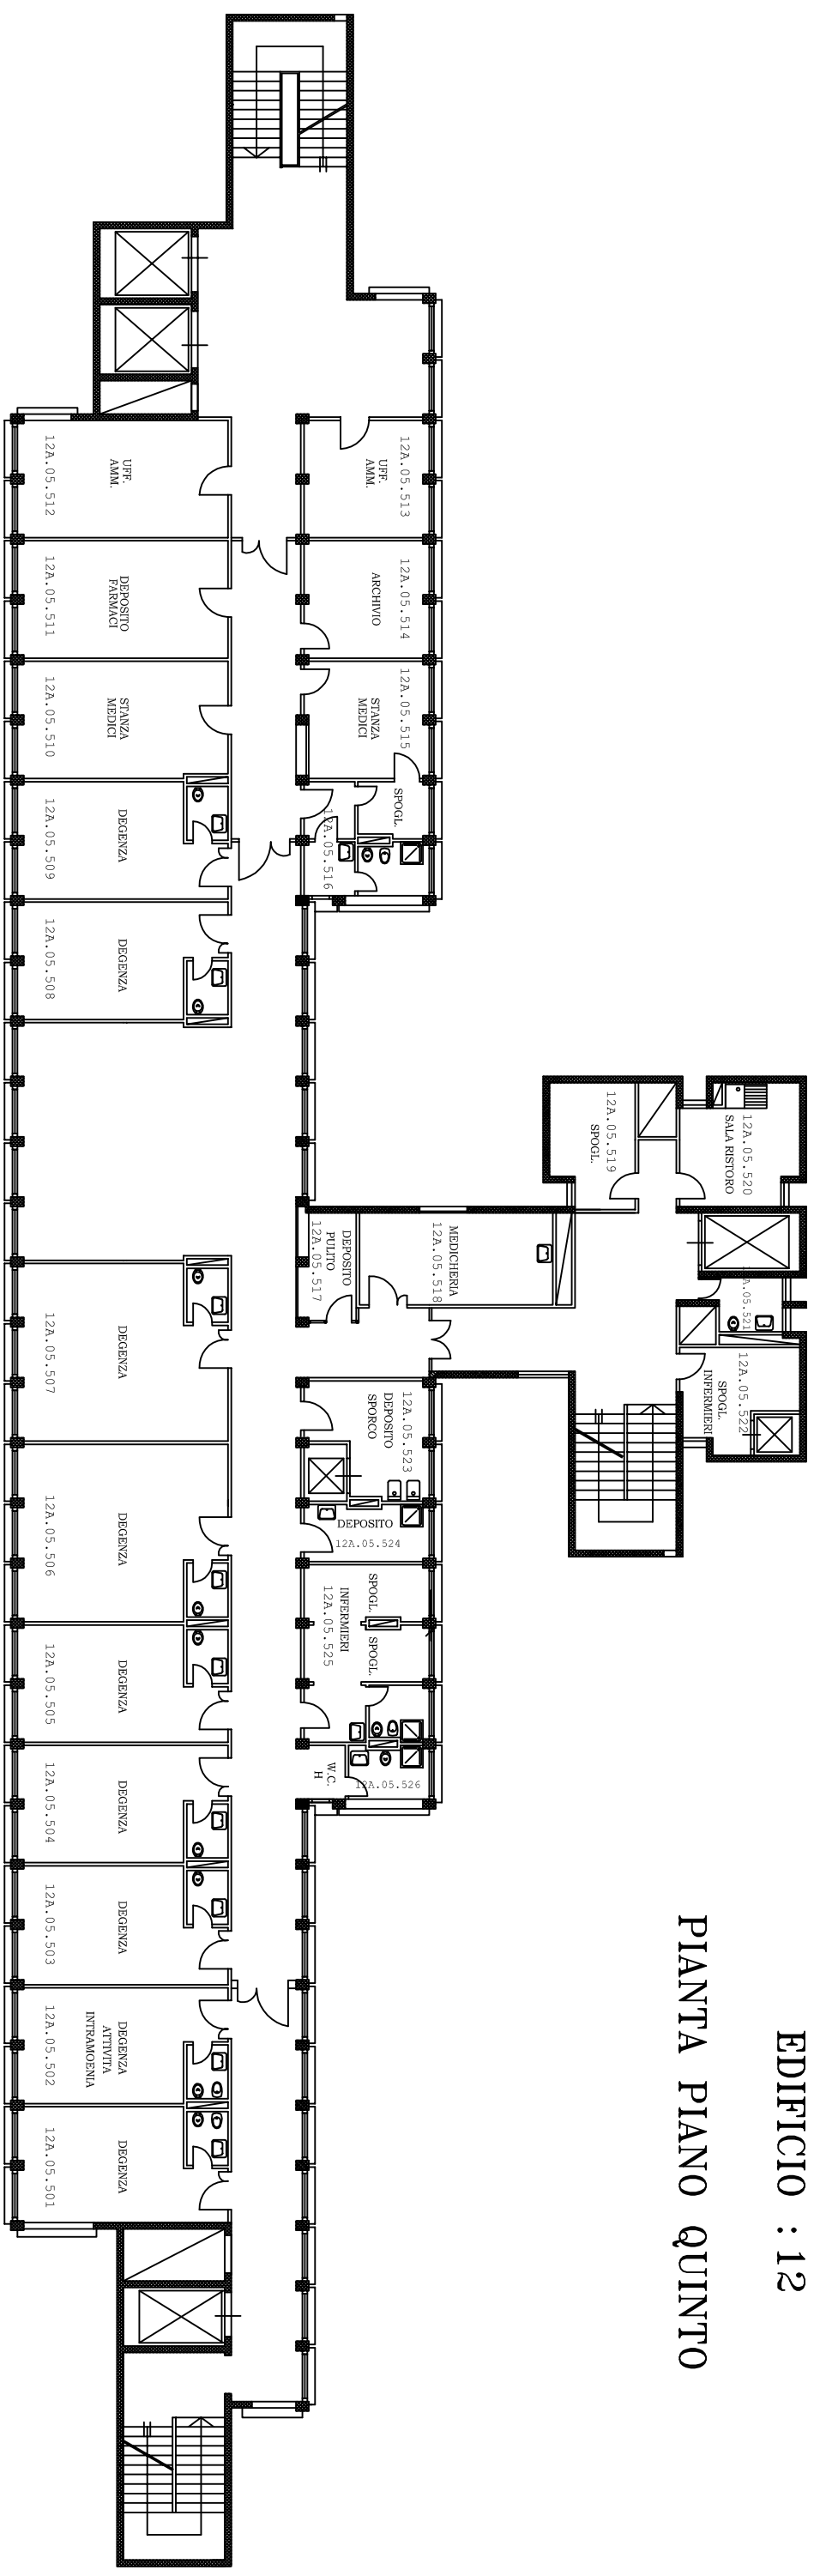 EDIFICIO : 12
PIANTA PIANO QUINTO
12A.05.520
SALA RISTORO
12A.05.519
SPOGL.
12A.05.521
12A.05.522
SPOGL.
INFERMIERI
12A.05.513
UFF.
AMM.
12A.05.514
ARCHIVIO
12A.05.515
STANZA
MEDICI
SPOGL.
12A.05.516
MEDICHERIA
12A.05.518
DEPOSITO
PULITO
12A.05.517
12A.05.523
DEPOSITO
SPORCO
DEPOSITO
12A.05.524
SPOGL.
SPOGL.
INFERMIERI
12A.05.525
12A.05.526
W.C.
H
UFF.
AMM.
12A.05.512
DEPOSITO
FARMACI
12A.05.511
STANZA
MEDICI
12A.05.510
DEGENZA
12A.05.509
DEGENZA
12A.05.508
DEGENZA
12A.05.507
DEGENZA
12A.05.506
DEGENZA
12A.05.505
DEGENZA
12A.05.504
DEGENZA
12A.05.503
DEGENZA
ATTIVITA
INTRAMOENIA
12A.05.502
DEGENZA
12A.05.501